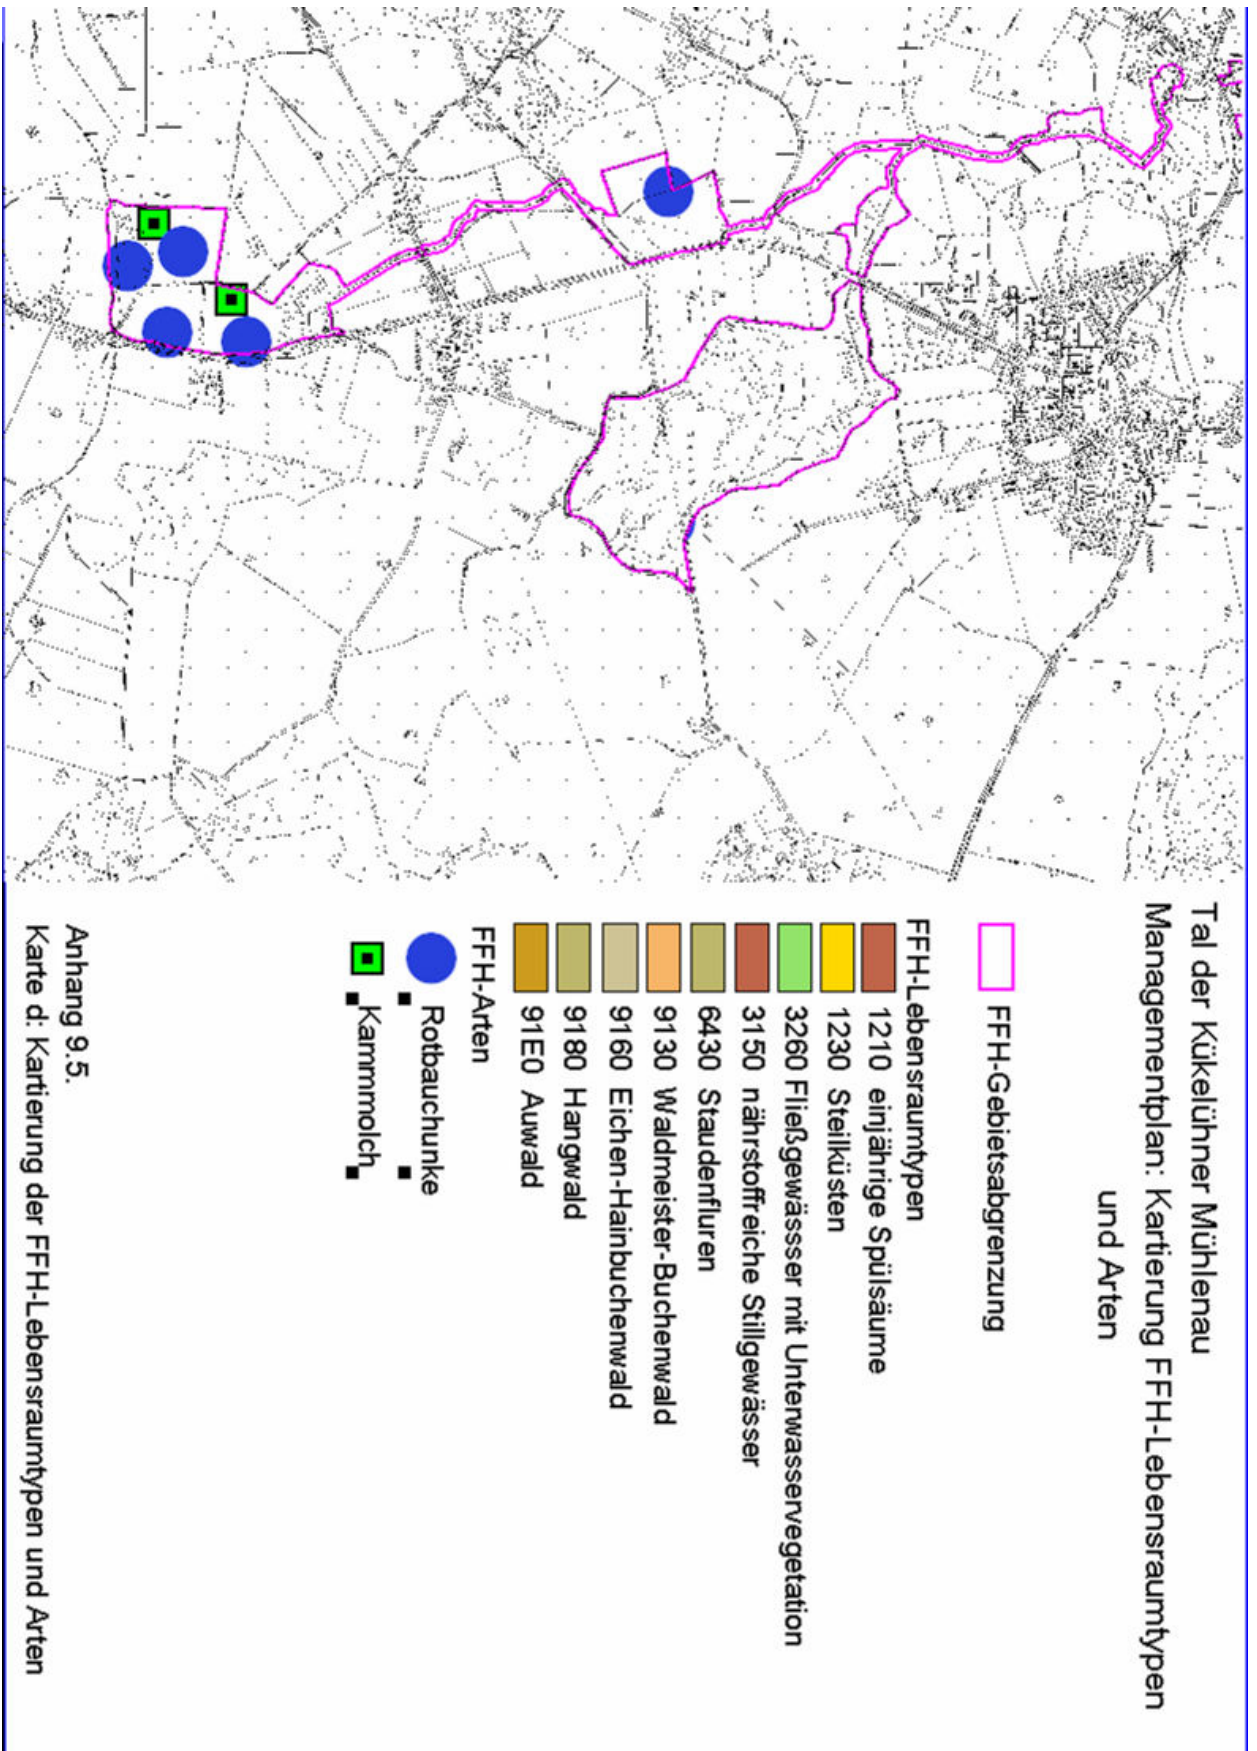 Tal der Kükelühner Mühlenau
Managementplan: Kartierung FFH-Lebensraumtypen
und Arten
FFH-Gebietsabgrenzung
FFH-Lebensraumtypen
1210 einjährige Spülsäume
1230 Steilküsten
3260 Fließgewässser mit Unterwasservegetation
3150 nährstoffreiche Stillgewässer
6430 Staudenfluren
9130 Waldmeister-Buchenwald
9160 Eichen-Hainbuchenwald
9180 Hangwald
91E0 Auwald
FFH-Arten
Rotbauchunke
Kammmolch
Anhang 9.5.
Karte d: Kartierung der FFH-Lebensraumtypen und Arten